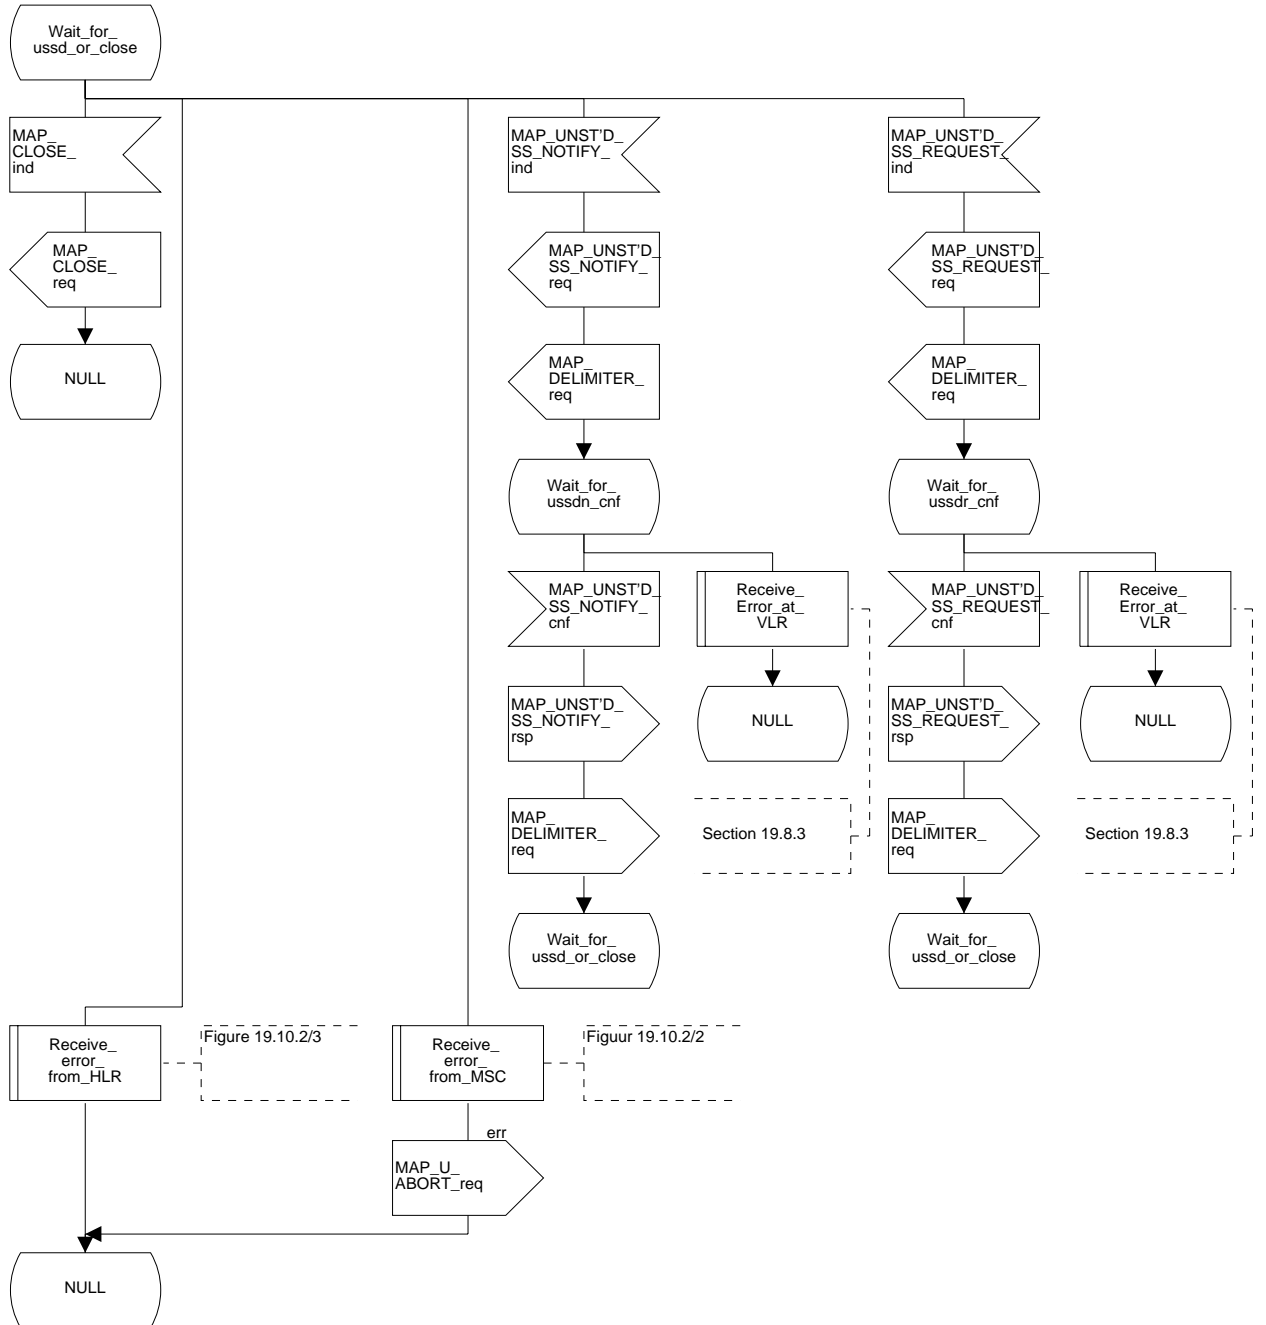 Wait_for_
ussd_or_close
MAP_
CLOSE_
ind
MAP_UNST'D_
SS_NOTIFY_
ind
MAP_UNST'D_
SS_REQUEST_
ind
MAP_
CLOSE_
req
MAP_UNST'D_
SS_NOTIFY_
req
MAP_UNST'D_
SS_REQUEST_
req
NULL
MAP_
DELIMITER_
req
MAP_
DELIMITER_
req
Wait_for_
ussdn_cnf
Wait_for_
ussdr_cnf
MAP_UNST'D_
SS_NOTIFY_
cnf
Receive_
Error_at_
VLR
MAP_UNST'D_
SS_REQUEST_
cnf
Receive_
Error_at_
VLR
MAP_UNST'D_
SS_NOTIFY_
rsp
NULL
MAP_UNST'D_
SS_REQUEST_
rsp
NULL
MAP_
DELIMITER_
req
Section 19.8.3
MAP_
DELIMITER_
req
Section 19.8.3
Wait_for_
ussd_or_close
Wait_for_
ussd_or_close
Receive_
error_
from_HLR
Figure 19.10.2/3
Receive_
error_
from_MSC
Figuur 19.10.2/2
err
MAP_U_
ABORT_req
NULL